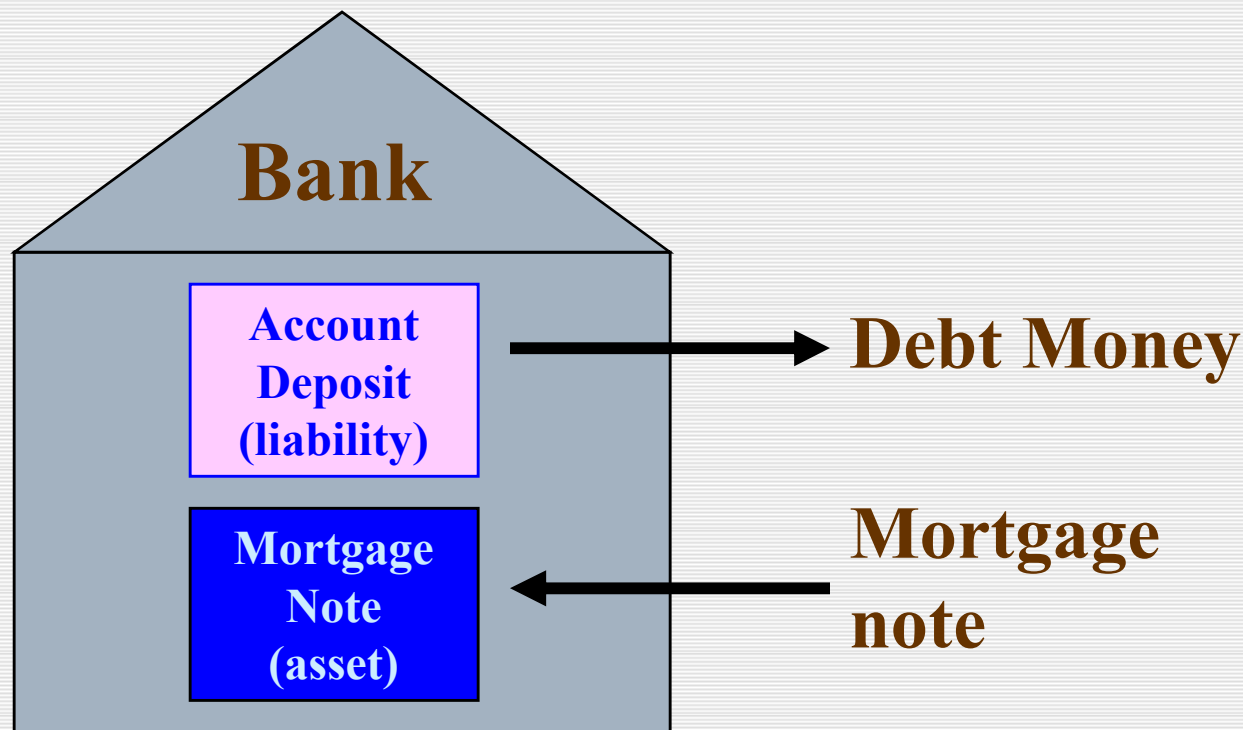 Bank
Account
Deposit
(liability)
Debt Money
Mortgage
Note
(asset)
Mortgage
note